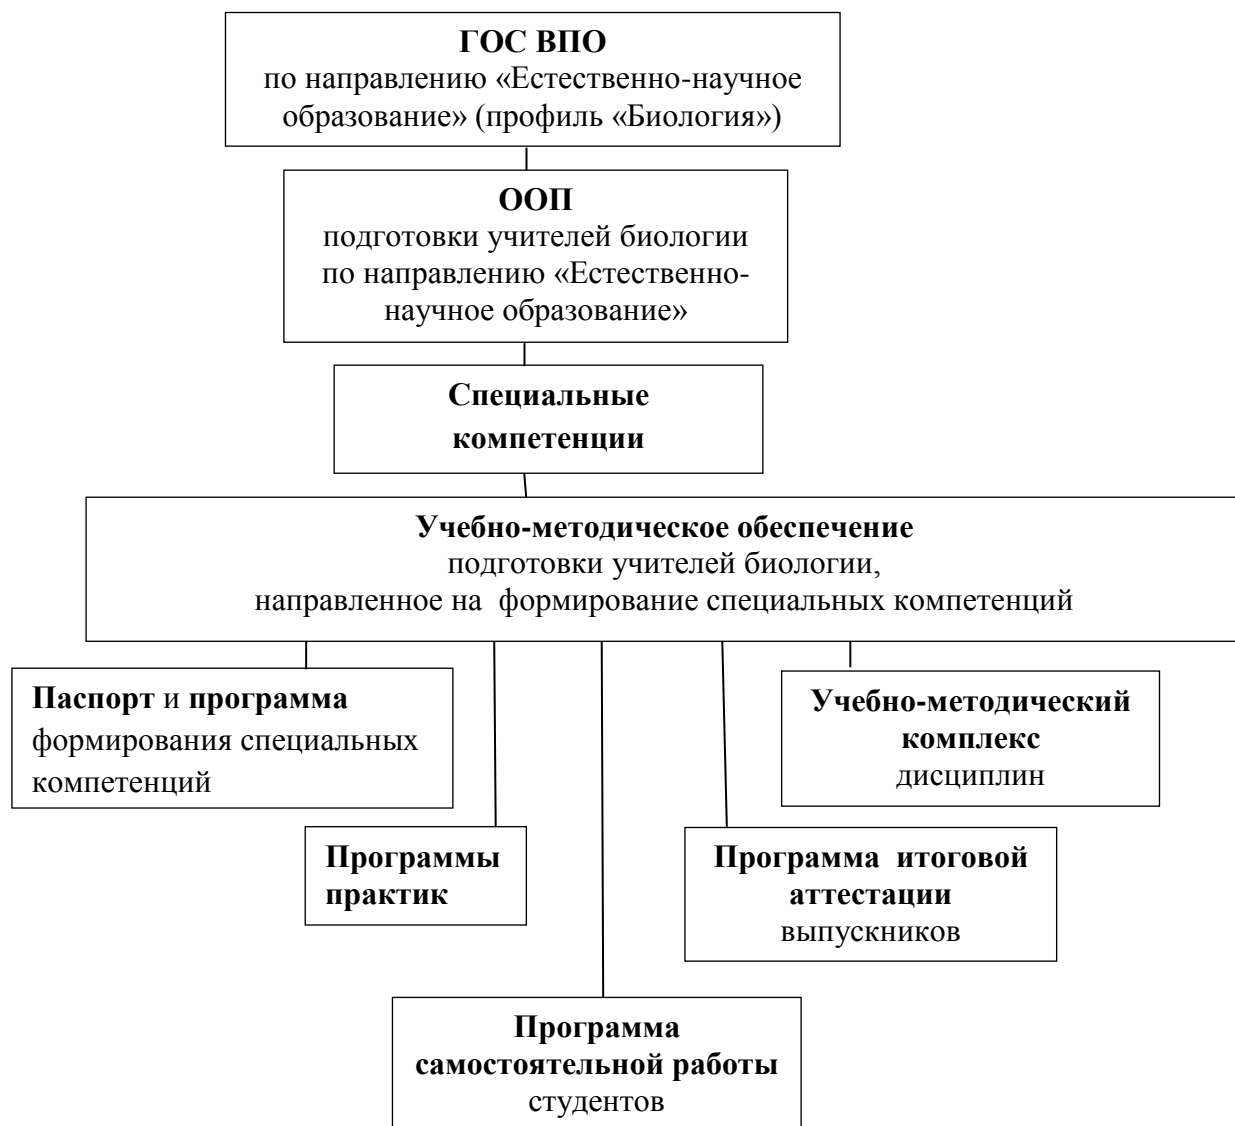 ГОС ВПО
по направлению «Естественно-научное
образование» (профиль «Биология»)
ООП
подготовки учителей биологии
по направлению «Естественно-
научное образование»
Специальные
компетенции
Учебно-методическое обеспечение
подготовки учителей биологии,
направленное на формирование специальных компетенций
Паспорт и программа
формирования специальных
компетенций
Учебно-методический
комплекс
дисциплин
Программы
практик
Программа итоговой
аттестации
выпускников
Программа
самостоятельной работы
студентов